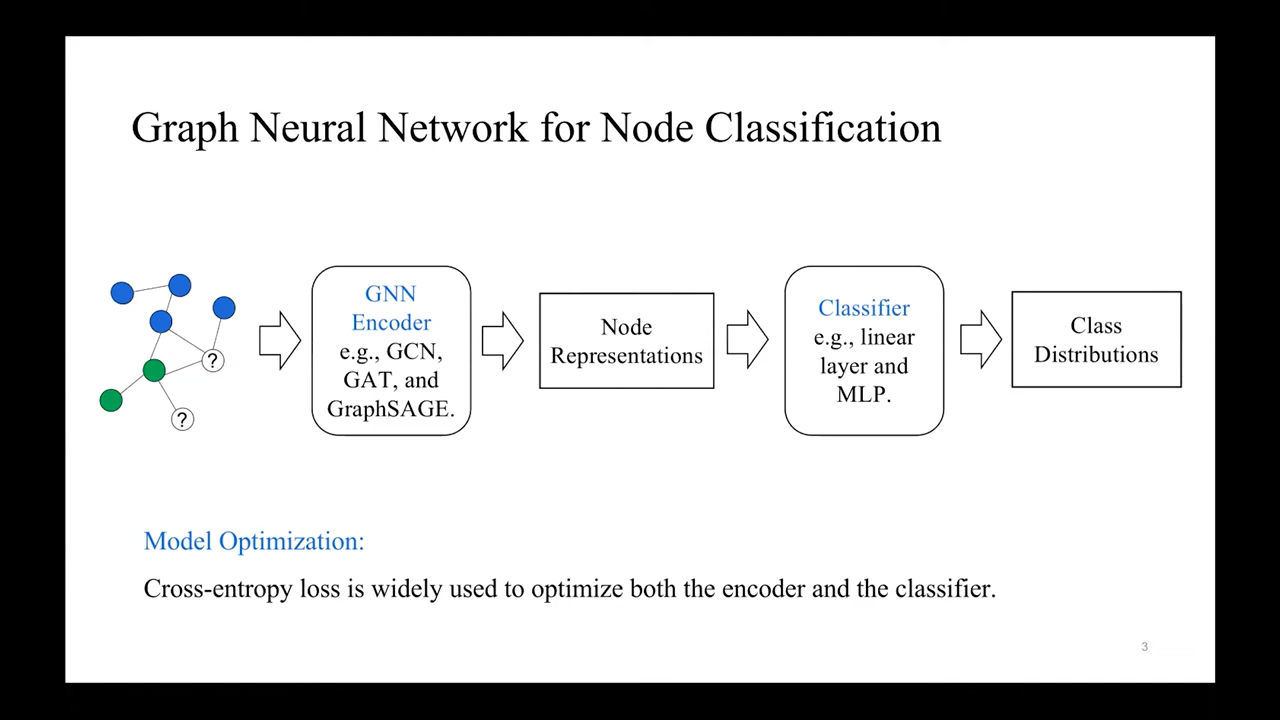 Graph Neural Network for Node Classification
?
?
GNN
Encoder
e.g., GCN,
GAT, and
GraphSAGE.
Node
Representations
Classifier
e.g., linear
layer and
MLP.
Class
Distributions
Model Optimization:
Cross-entropy loss is widely used to optimize both the encoder and the classifier.
3